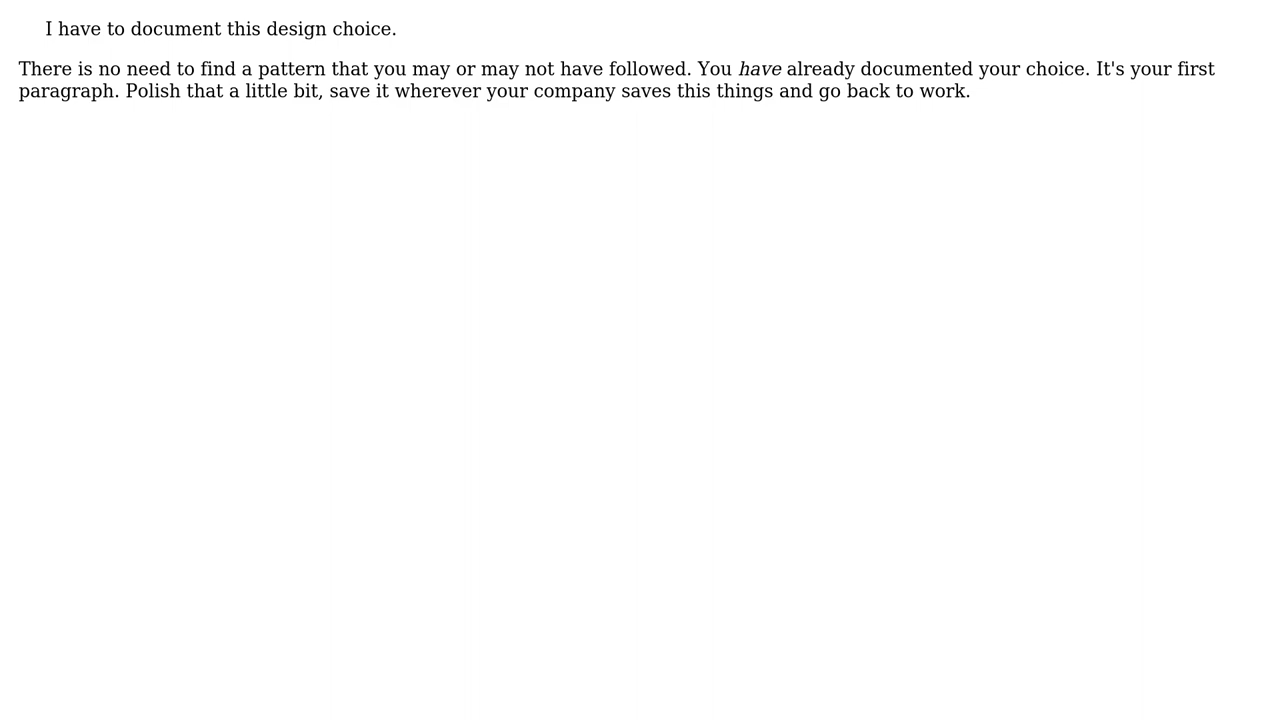 I have to document this design choice.
There is no need to find a pattern that you may or may not have followed. You have already documented your choice. It's your first
paragraph. Polish that a little bit, save it wherever your company saves this things and go back to work.